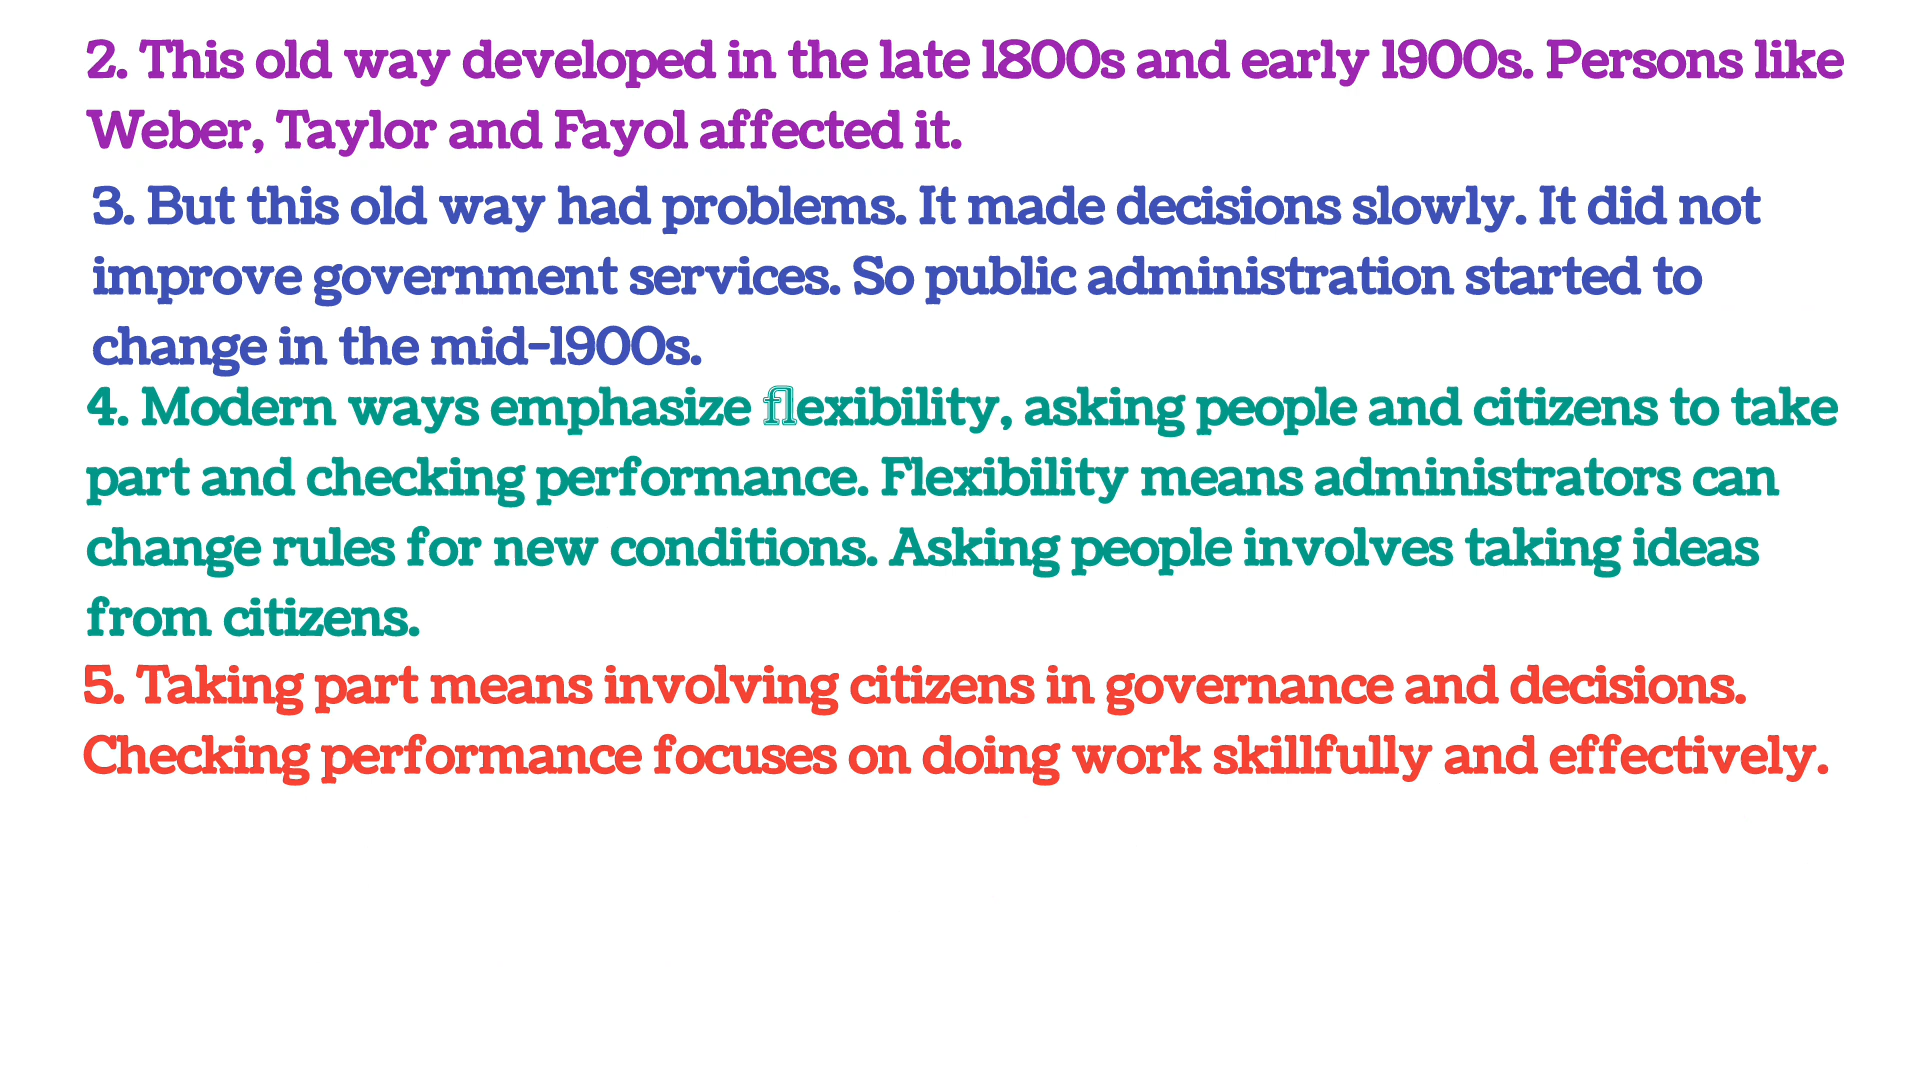 2. This old way developed in the late 1800s and early 1900s. Persons like
Weber, Taylor and Fayol affected it.
3. But this old way had problems. It made decisions slowly. It did not
improve government services. So public administration started to
change in the mid-1900s.
4. Modern ways emphasize flexibility, asking people and citizens to take
part and checking performance. Flexibility means administrators can
change rules for new conditions. Asking people involves taking ideas
from citizens.
5. Taking part means involving citizens in governance and decisions.
Checking performance focuses on doing work skillfully and effectively.